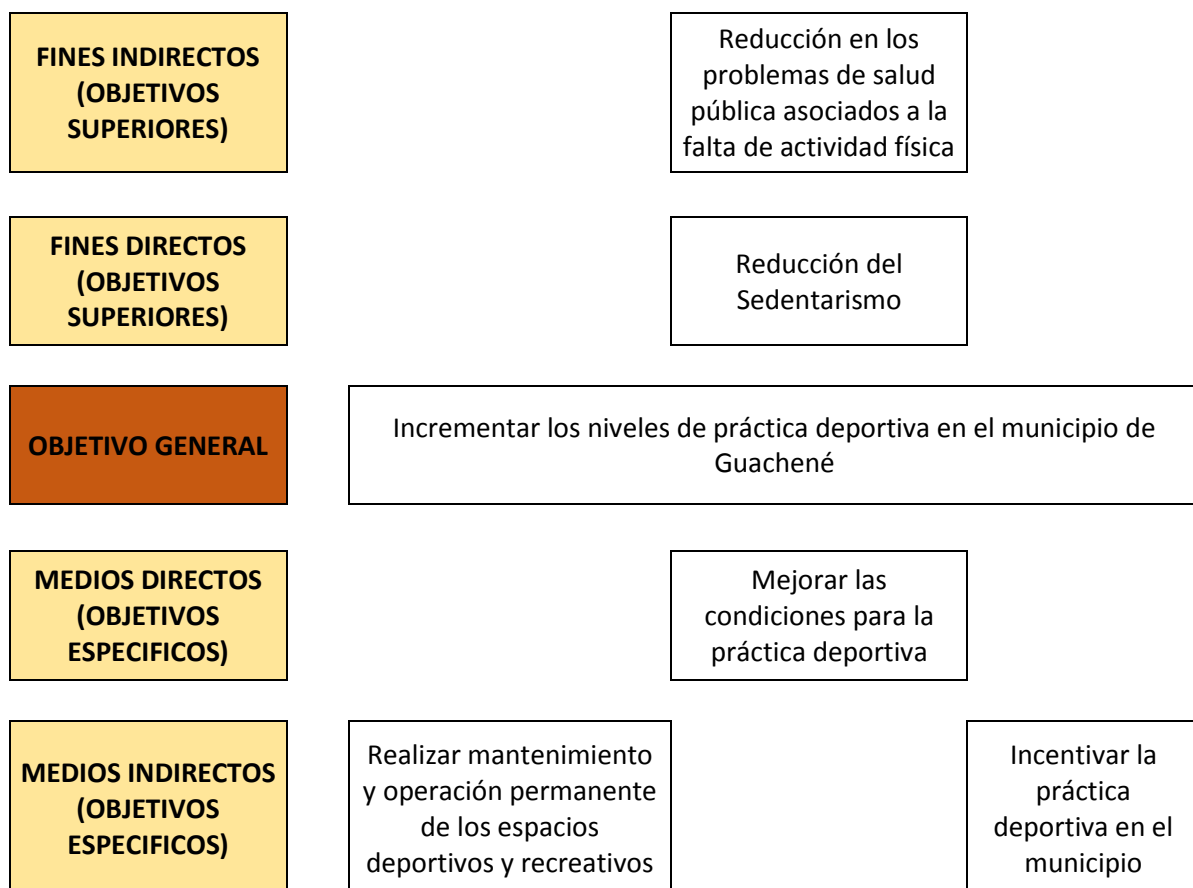 FINES INDIRECTOS
(OBJETIVOS
SUPERIORES)
Reducción en los
problemas de salud
pública asociados a la
falta de actividad física
FINES DIRECTOS
(OBJETIVOS
SUPERIORES)
Reducción del
Sedentarismo
OBJETIVO GENERAL
Incrementar los niveles de práctica deportiva en el municipio de
Guachené
MEDIOS DIRECTOS
(OBJETIVOS
ESPECIFICOS)
Mejorar las
condiciones para la
práctica deportiva
MEDIOS INDIRECTOS
(OBJETIVOS
ESPECIFICOS)
Realizar mantenimiento
y operación permanente
de los espacios
deportivos y recreativos
Incentivar la
práctica
deportiva en el
municipio